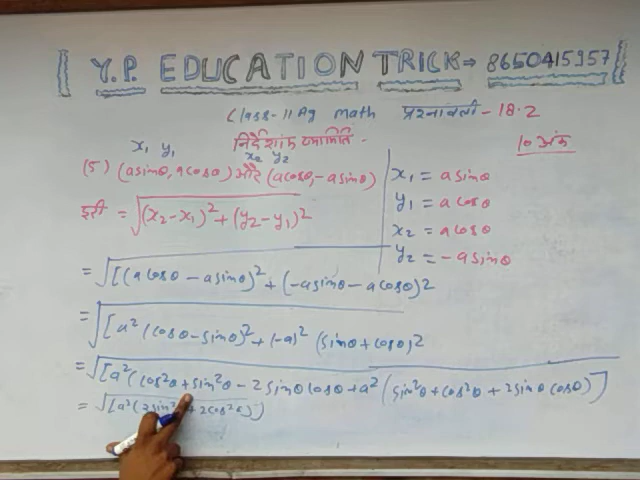 Y.P. EDUCATION TRICK → 8650415957
Class-11 Ag Math प्रश्नावली - 18.2
x₁ y₁ निर्देशांक ज्यामिति - 10 अंक
x₂ y₂
(5) (a sinθ, a cosθ) और (a cosθ, - a sinθ)
दूरी = √(x₂-x₁)² + (y₂-y₁)²
x₁ = a sinθ
y₁ = a cosθ
x₂ = a cosθ
y₂ = -a sinθ
= √[(a cosθ - a sinθ)² + (-a sinθ - a cosθ)2
= √[a² (cosθ - sinθ)² + (-a)² (sinθ + cosθ)2
= √[a² (cos²θ + sin²θ - 2 sinθ cosθ + a² (sin²θ + cos²θ + 2 sinθ cosθ)]
= √[a² (2 sin² + 2 cos²θ)]